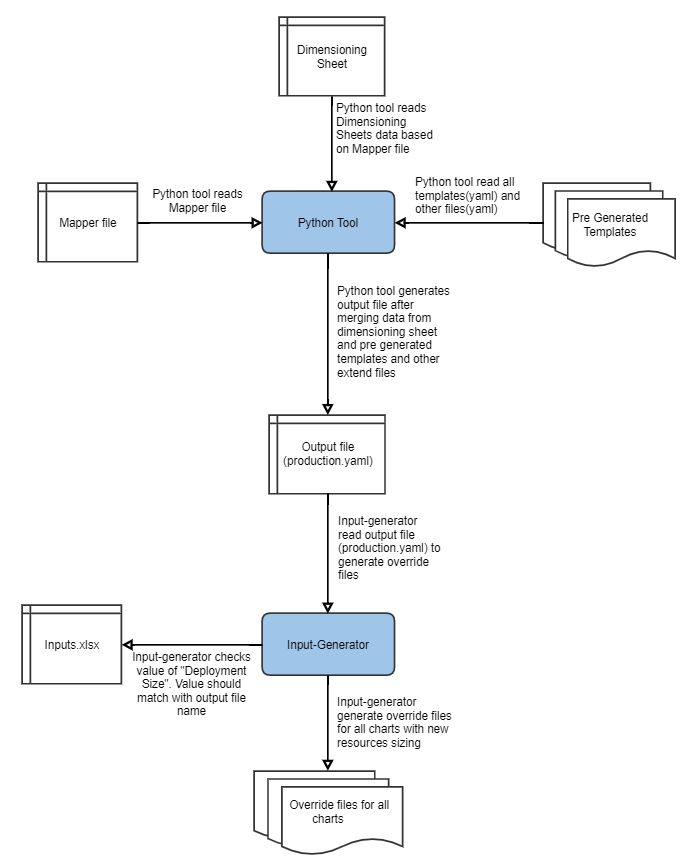 Dimensioning
Sheet
Python tool reads
Dimensioning
Sheets data based
on Mapper file
Python tool reads
Mapper file
Python tool read all
templates(yaml) and
other files(yaml)
Mapper file
Python Tool
Pre Generated
Templates
Python tool generates
output file after
merging data from
dimensioning sheet
and pre generated
templates and other
extend files
Output file
(production.yaml)
Input-generator
read output file
(production.yaml) to
generate override
files
Inputs.xlsx
Input-Generator
Input-generator checks
value of "Deployment
Size". Value should
match with output file
name
Input-generator
generate override files
for all charts with new
resources sizing
Override files for all
charts